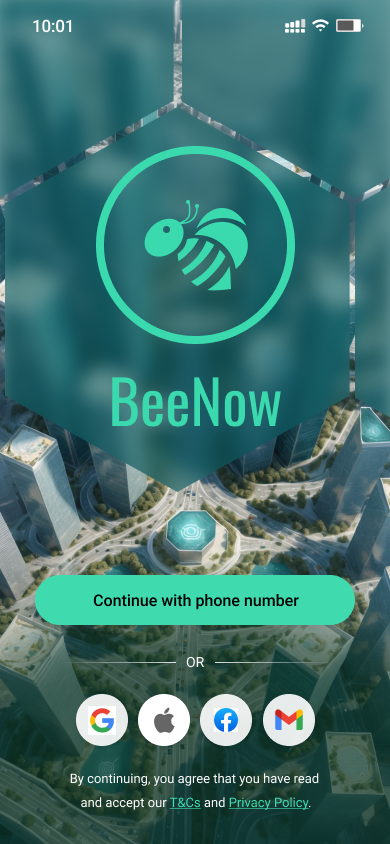 10:01
BeeNow
Continue with phone number
OR
By continuing, you agree that you have read
and accept our T&Cs and Privacy Policy.